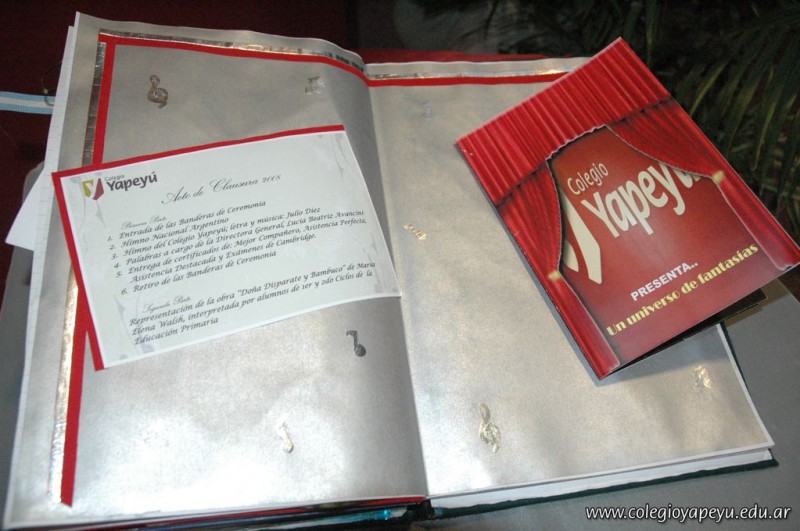 Colegio
Yapeyú
Acto de Clausura 2008
Primera Parte
1. Entrada de las Banderas de Ceremonia
2. Himno Nacional Argentino
3. Himno del Colegio Yapeyú; letra y música: Julio Diez
4. Palabras a cargo de la Directora General, Lucía Beatriz Avancini
5. Entrega de certificados de: Mejor Compañero, Asistencia Perfecta,
Asistencia Destacada y Exámenes de Cambridge.
6. Retiro de las Banderas de Ceremonia
Segunda Parte
Representación de la obra "Doña Disparate y Bambuco" de María
Elena Walsh, interpretada por alumnos de 1er y 2do Ciclos de la
Educación Primaria
Colegio
Yapeyú
PRESENTA..
Un universo de fantasías
www.colegioyapeyu.edu.ar